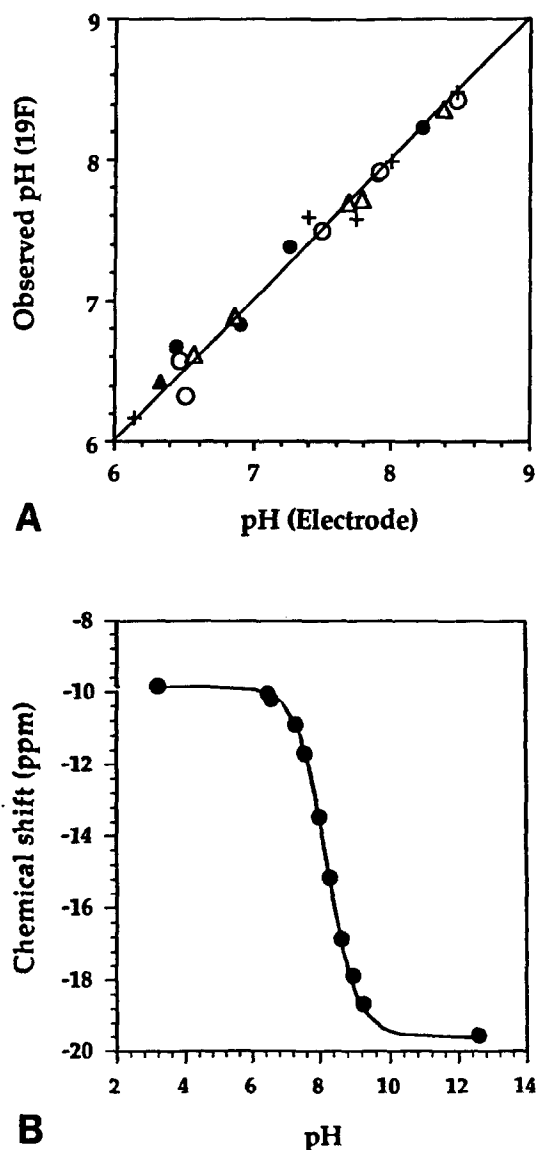 9
8
7
6
Observed pH (19F)
6 7 8 9
pH (Electrode)
A
-8
-10
-12
-14
-16
-18
-20
Chemical shift (ppm)
2 4 6 8 10 12 14
pH
B